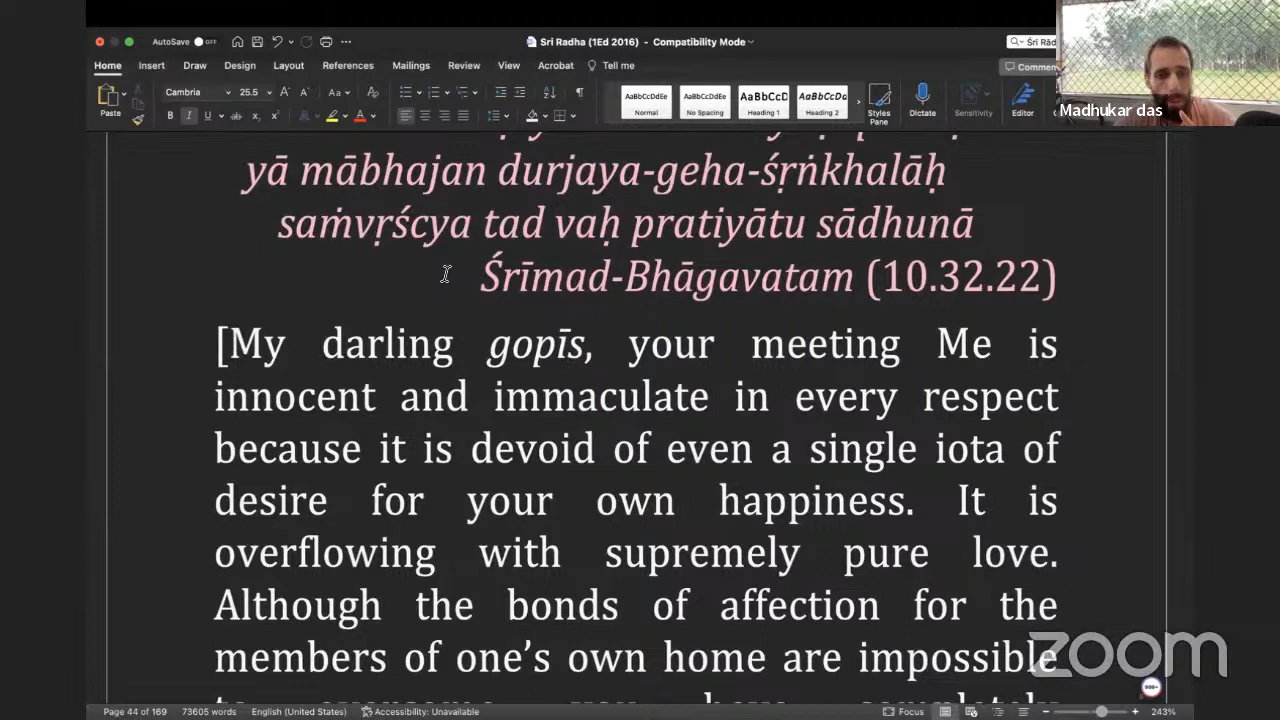 AutoSave OFF
Sri Radha (1Ed 2016) - Compatibility Mode
Home Insert Draw Design Layout References Mailings Review View Acrobat Tell me
Commen
Madhukar das
Paste
Cambria 25.5
AaBbCcDdEe AaBbCcDdEe AaBbCcD AaBbCcDd
Normal No Spacing Heading 1 Heading 2
Styles Pane Dictate Sensitivity Editor
yā mābhajan durjaya-geha-śṛṅkhalāḥ
saṁvṛścya tad vaḥ pratiyātu sādhunā
Śrīmad-Bhāgavatam (10.32.22)
[My darling gopīs, your meeting Me is
innocent and immaculate in every respect
because it is devoid of even a single iota of
desire for your own happiness. It is
overflowing with supremely pure love.
Although the bonds of affection for the
members of one’s own home are impossible
zoom
Page 44 of 169 73605 words English (United States) Accessibility: Unavailable Focus 243%